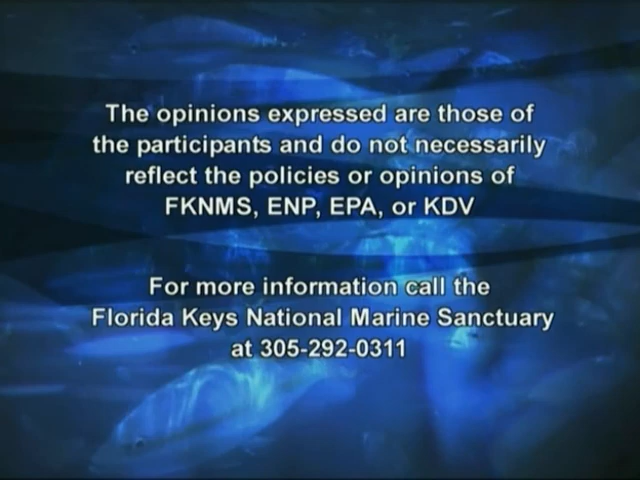 The opinions expressed are those of
the participants and do not necessarily
reflect the policies or opinions of
FKNMS, ENP, EPA, or KDV
For more information call the
Florida Keys National Marine Sanctuary
at 305-292-0311